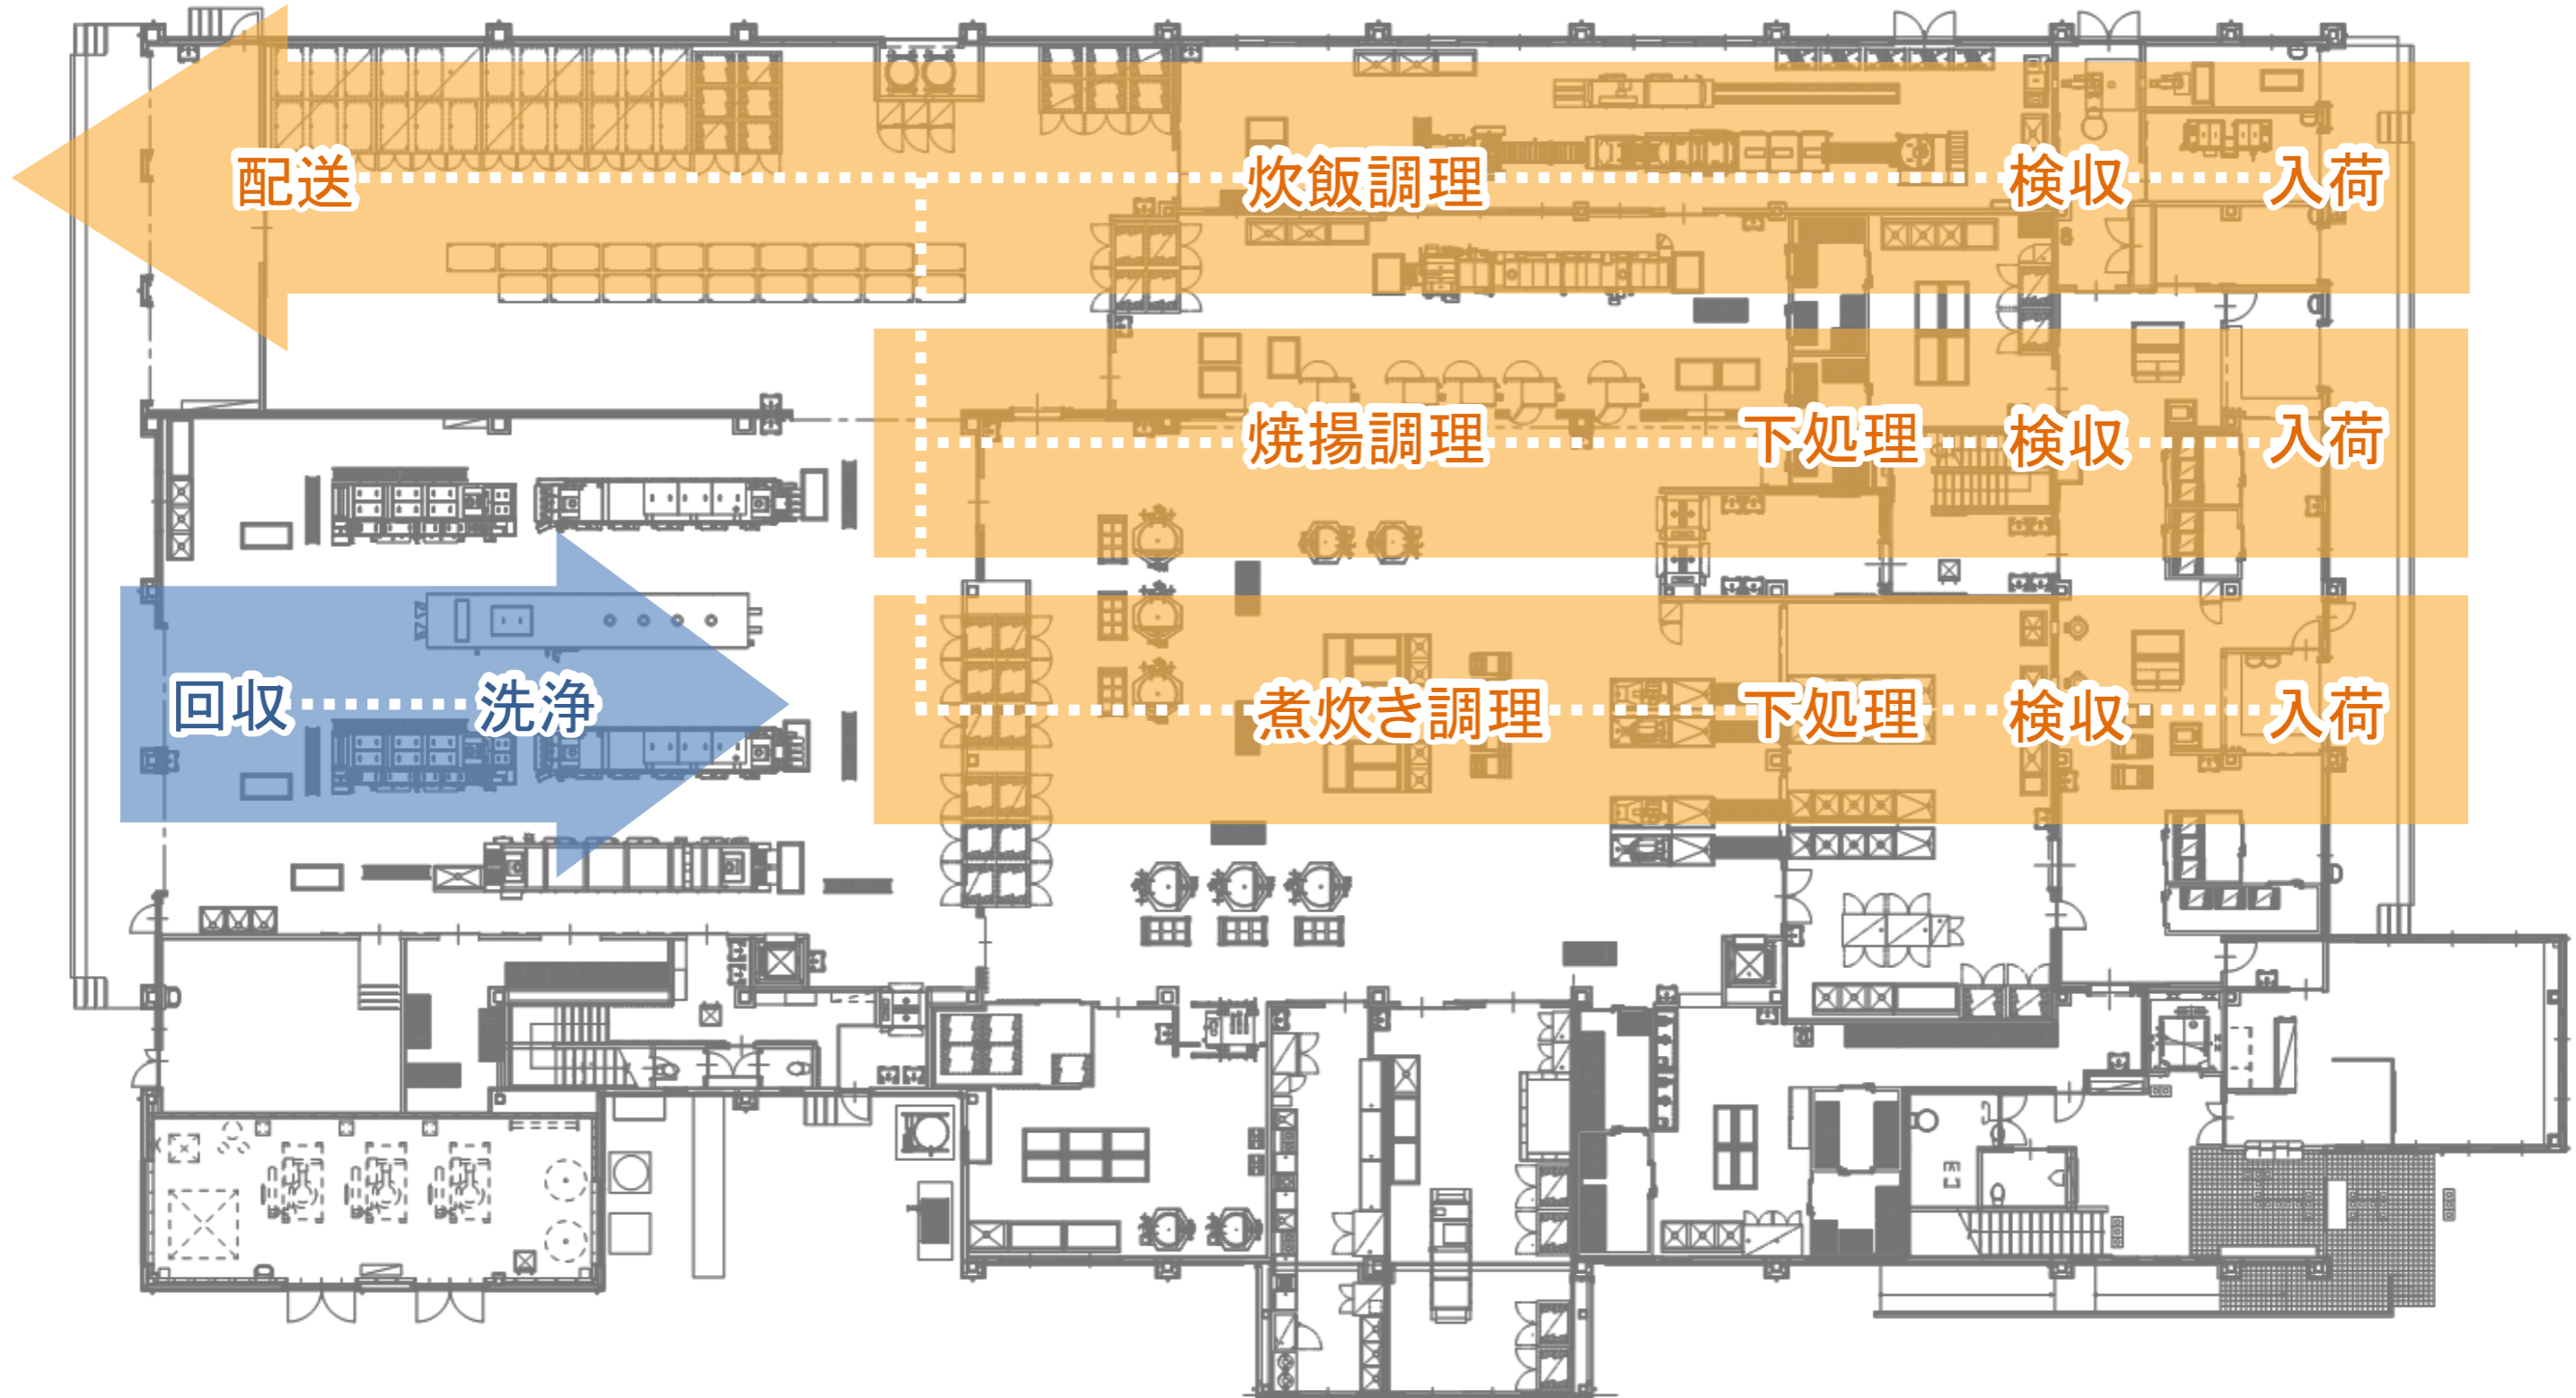 配送 炊飯調理 検収 入荷
焼揚調理 下処理 検収 入荷
回収 洗浄 煮炊き調理 下処理 検収 入荷